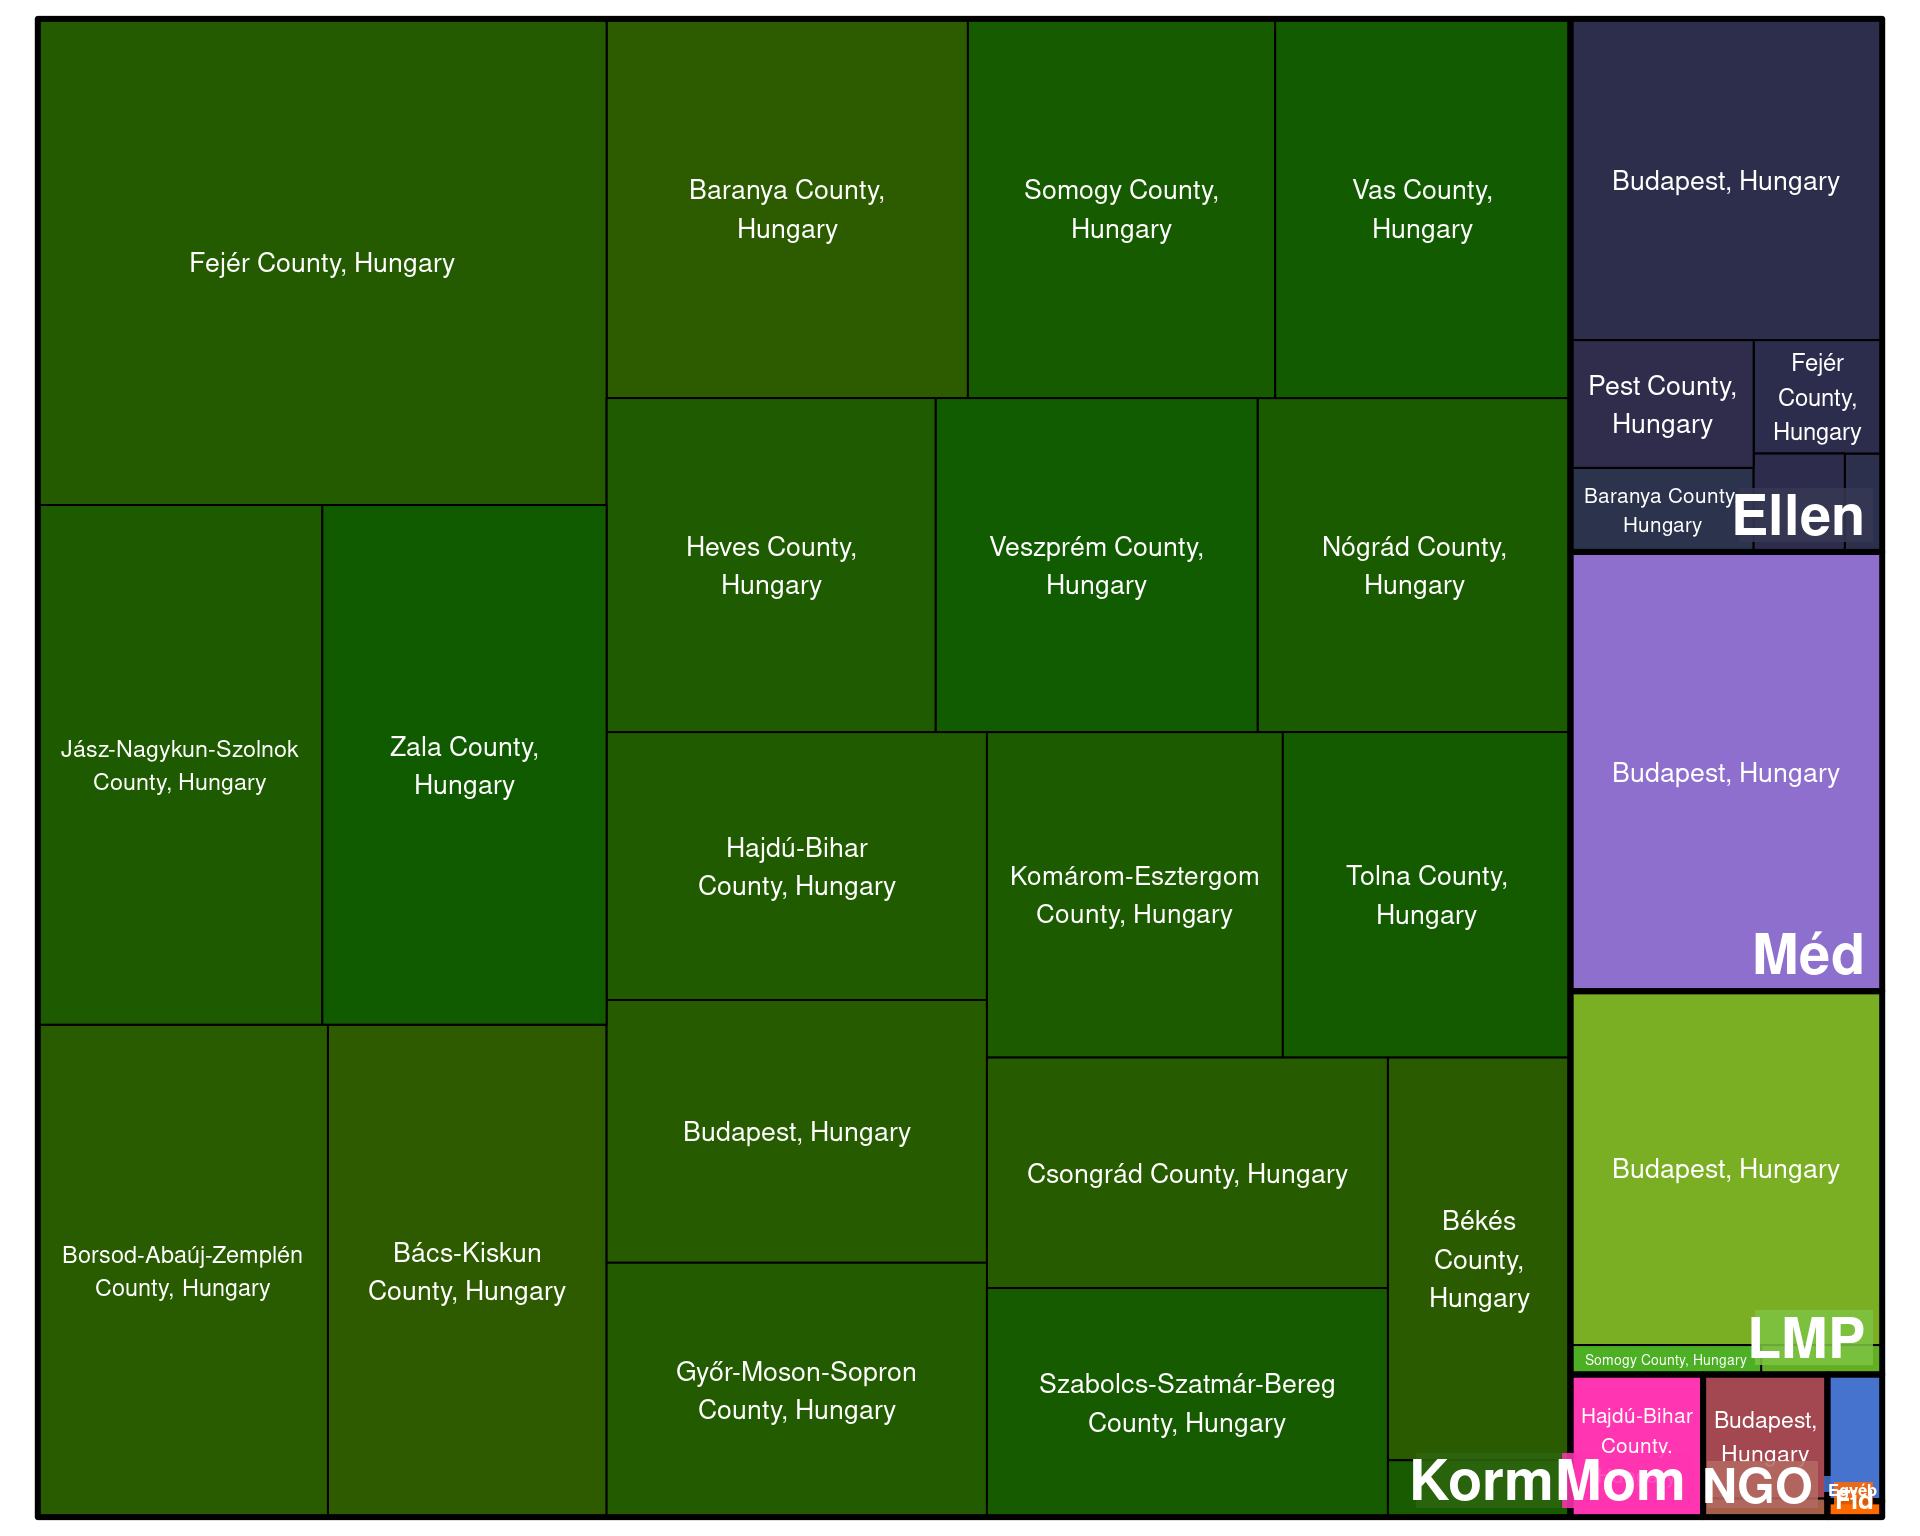 Fejér County, Hungary
Baranya County,
Hungary
Somogy County,
Hungary
Vas County,
Hungary
Heves County,
Hungary
Veszprém County,
Hungary
Nógrád County,
Hungary
Jász-Nagykun-Szolnok
County, Hungary
Zala County,
Hungary
Hajdú-Bihar
County, Hungary
Komárom-Esztergom
County, Hungary
Tolna County,
Hungary
Borsod-Abaúj-Zemplén
County, Hungary
Bács-Kiskun
County, Hungary
Budapest, Hungary
Csongrád County, Hungary
Békés
County,
Hungary
Győr-Moson-Sopron
County, Hungary
Szabolcs-Szatmár-Bereg
County, Hungary
Korm
Budapest, Hungary
Pest County,
Hungary
Fejér
County,
Hungary
Baranya County
Hungary
Ellen
Budapest, Hungary
Méd
Budapest, Hungary
Somogy County, Hungary
LMP
Hajdú-Bihar
County.
Mom
Budapest,
Hungary
NGO
Egyéb
Fid